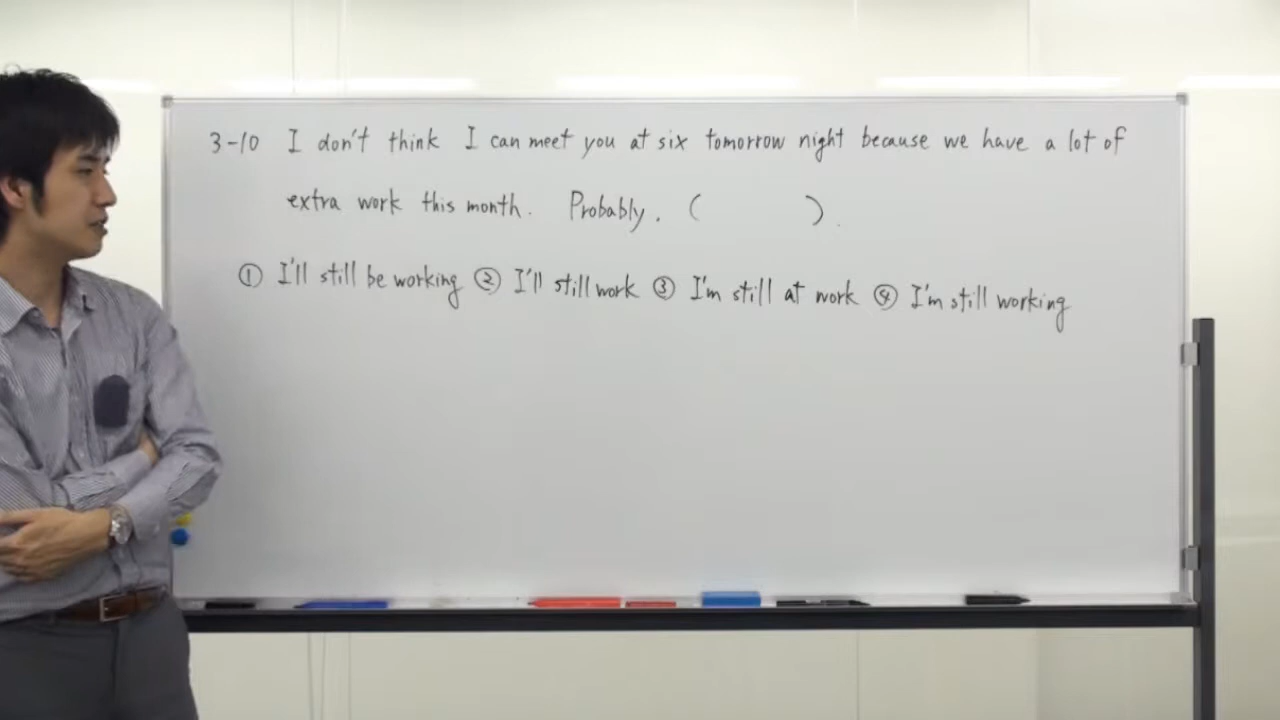 3-10 I don't think I can meet you at six tomorrow night because we have a lot of
extra work this month. Probably, ( ).
① I'll still be working ② I'll still work ③ I'm still at work ④ I'm still working